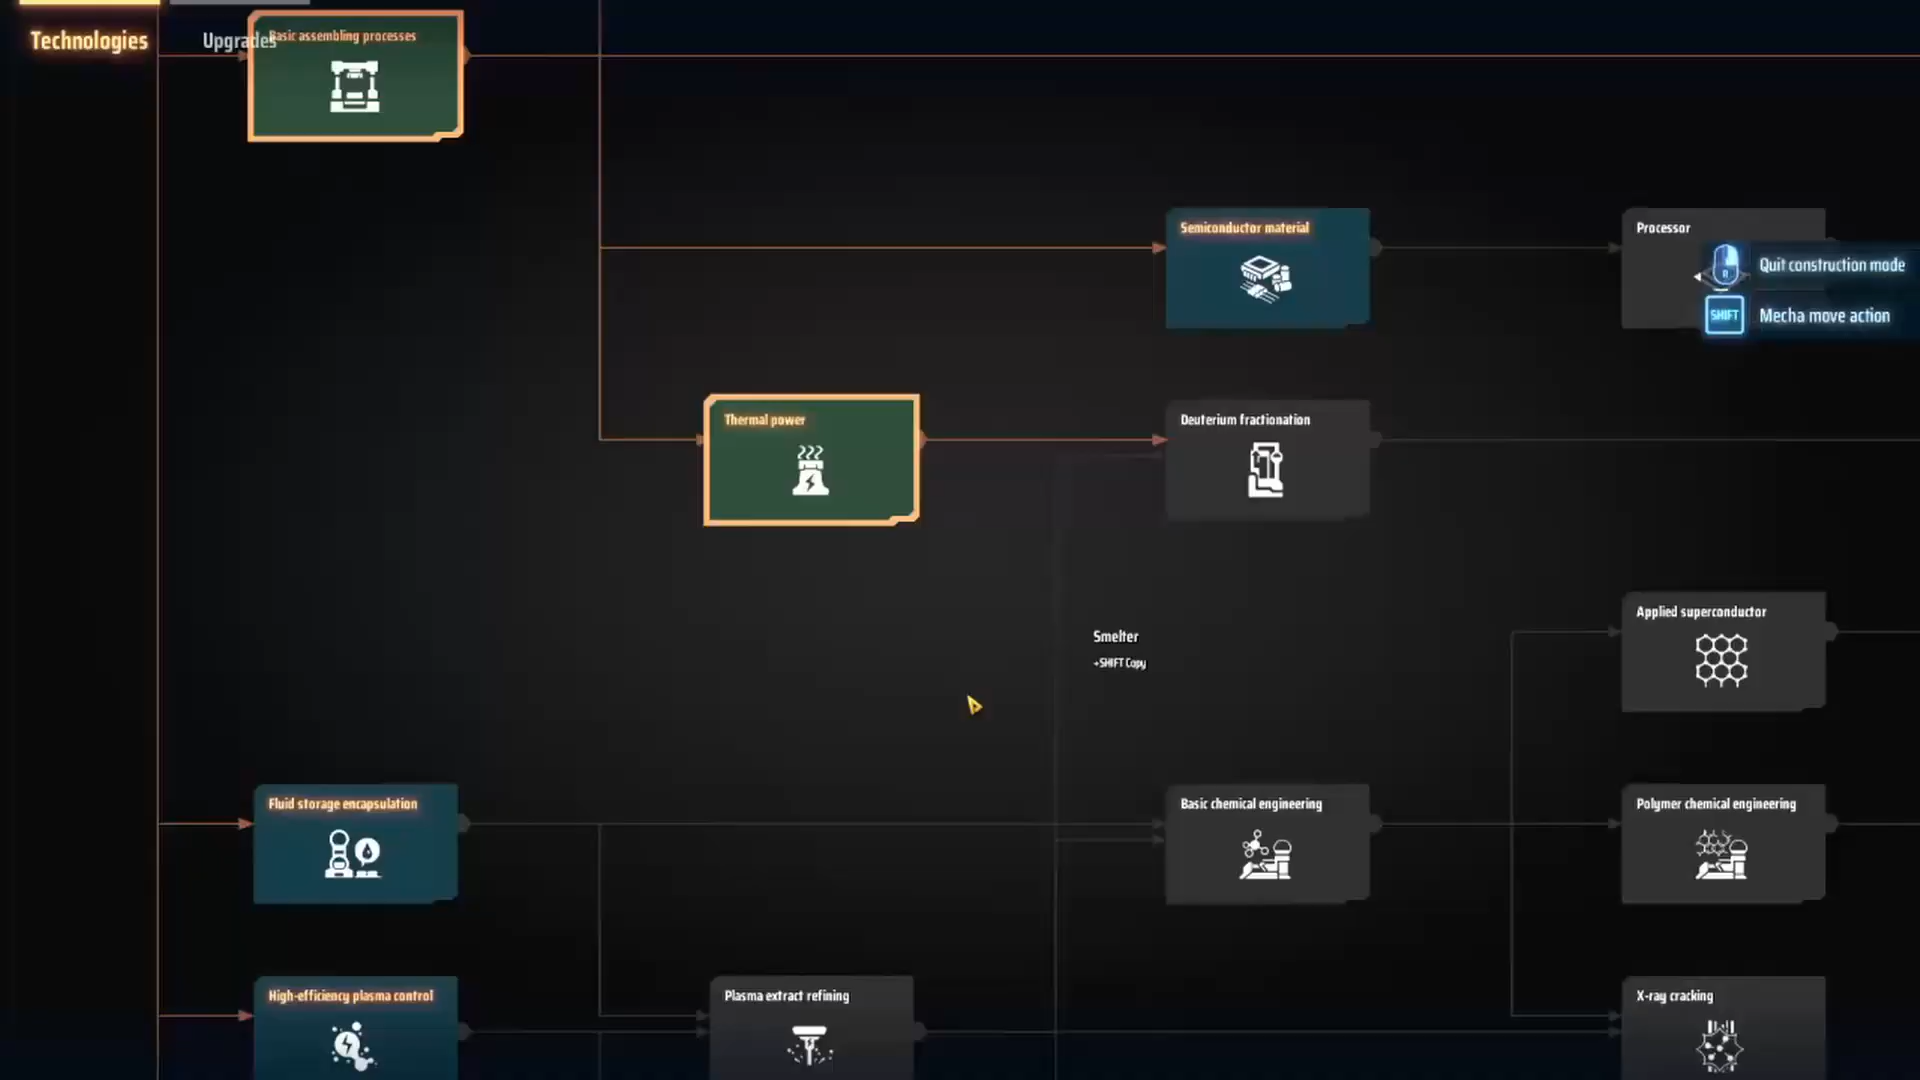 Technologies
Upgrades
Basic assembling processes
Semiconductor material
Processor
R
Quit construction mode
SHIFT
Mecha move action
Thermal power
Deuterium fractionation
Smelter
+SHIFT Copy
Applied superconductor
Fluid storage encapsulation
Basic chemical engineering
Polymer chemical engineering
High-efficiency plasma control
Plasma extract refining
X-ray cracking